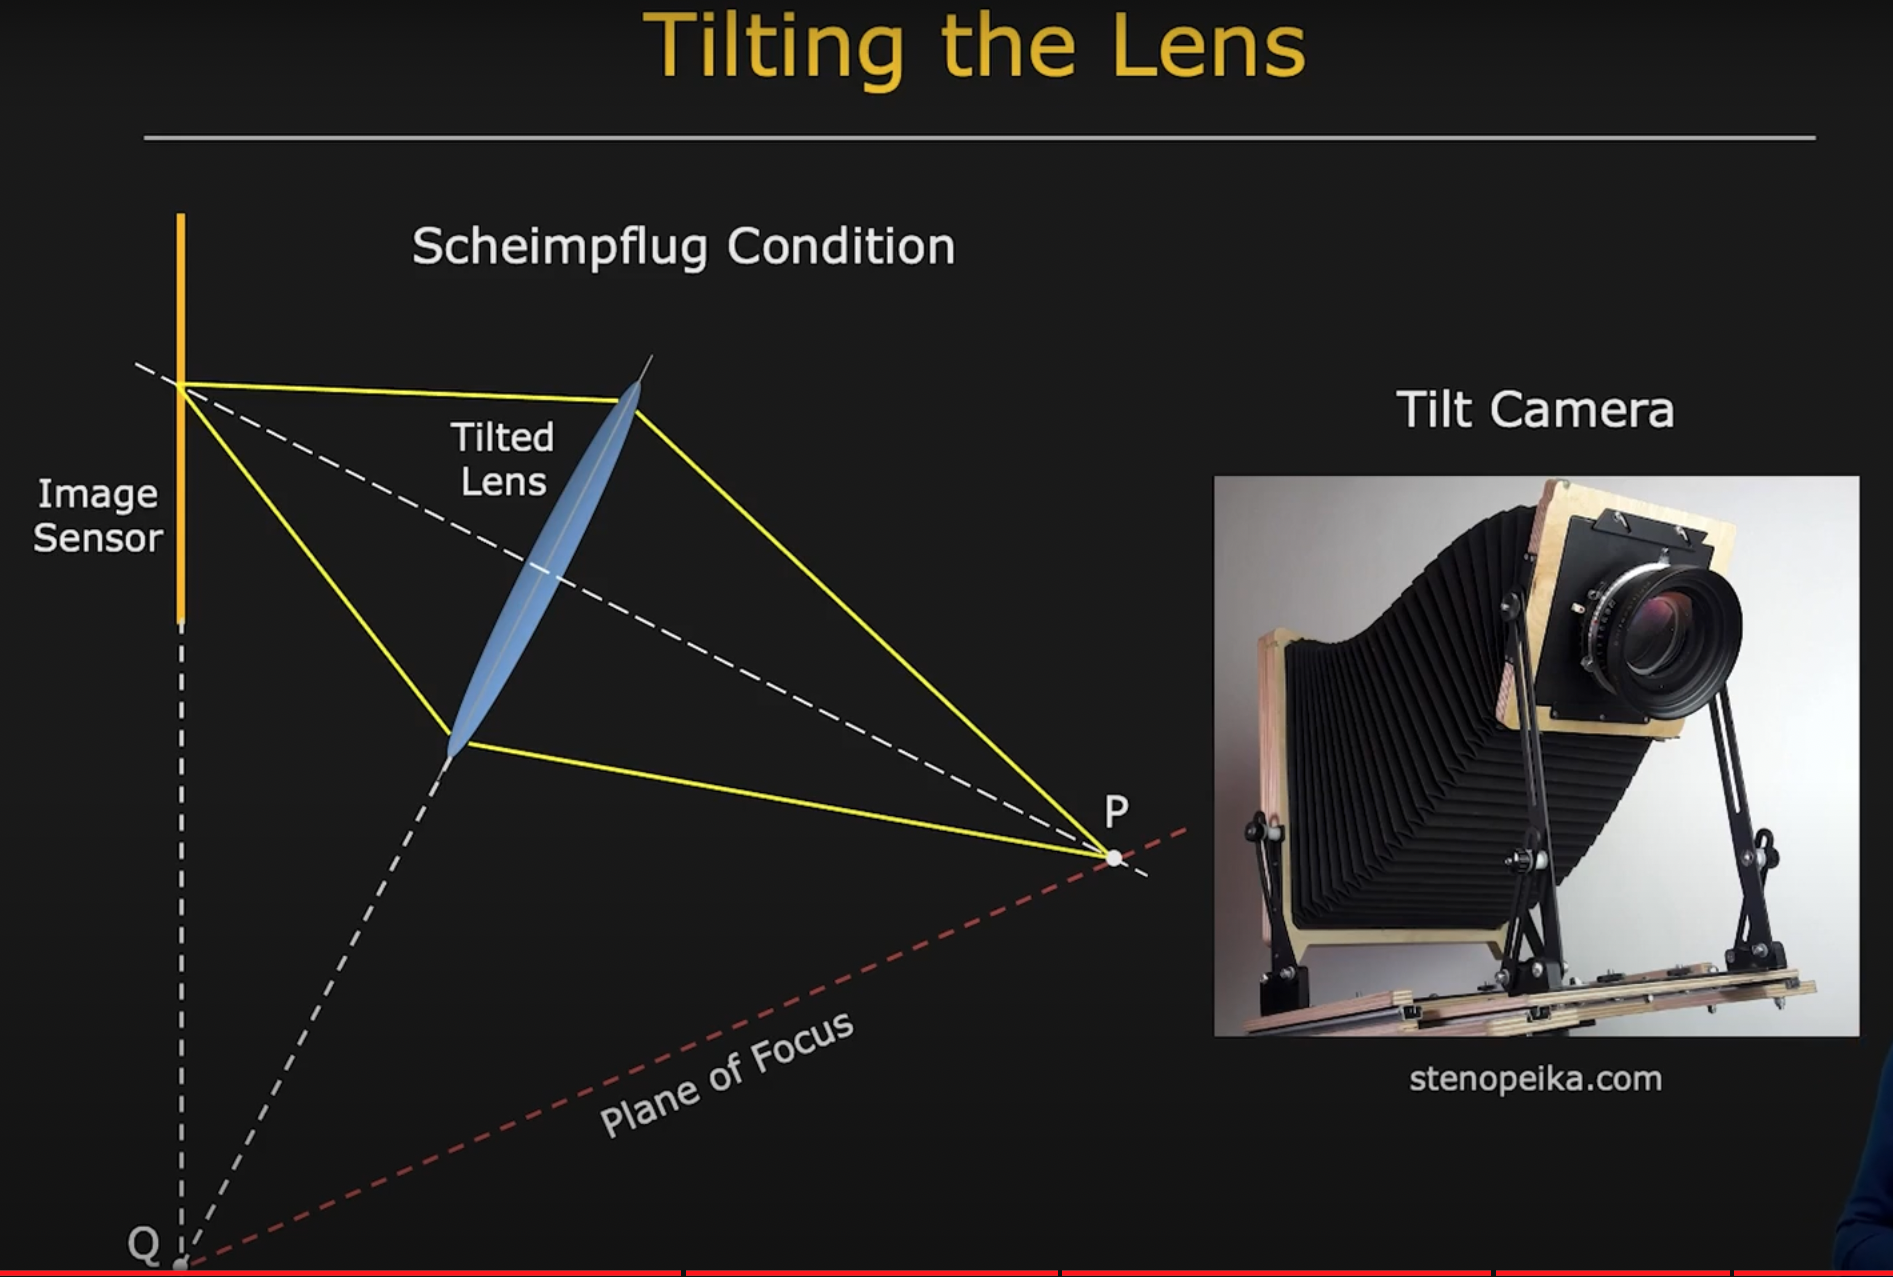 Tilting the Lens
Scheimpflug Condition
Tilted
Lens
Image
Sensor
P
Plane of Focus
Q
Tilt Camera
stenopeika.com